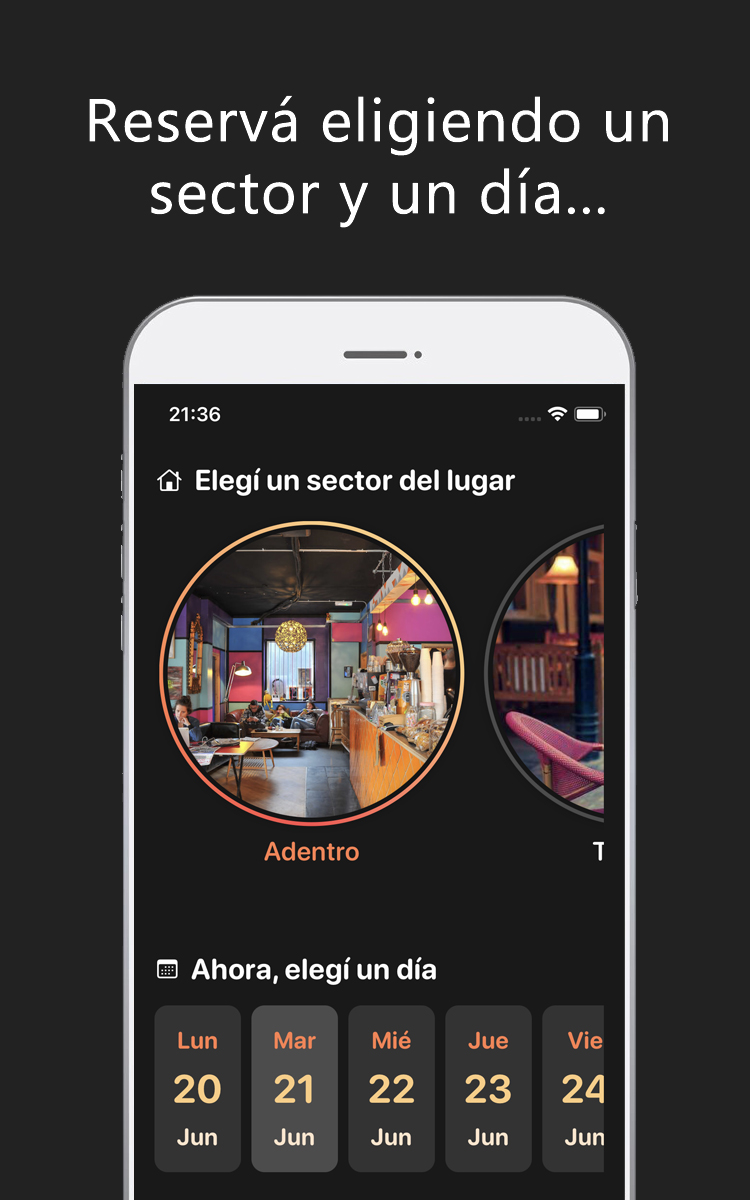 Reservá eligiendo un
sector y un día...
21:36
Elegí un sector del lugar
Adentro
Ahora, elegí un día
Lun
20
Jun
Mar
21
Jun
Mié
22
Jun
Jue
23
Jun
Vie
24
Jun